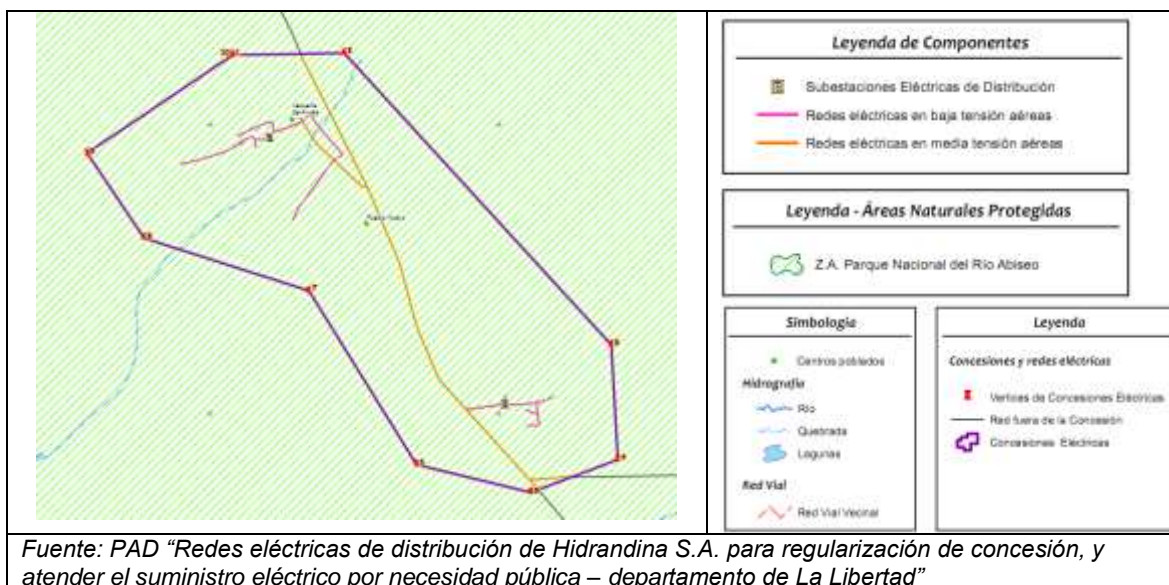 Leyenda de Componentes
Subestaciones Eléctricas de Distribución
Redes eléctricas en baja tensión aéreas
Redes eléctricas en media tensión aéreas
Leyenda - Áreas Naturales Protegidas
Z.A. Parque Nacional del Río Abiseo
Simbología
Centros poblados
Hidrografía
Río
Quebrada
Lagunas
Red Vial
Red Vial Vecinal
Leyenda
Concesiones y redes eléctricas
Vertices de Concesiones Eléctricas
Red fuera de la Concesión
Concesiones Eléctricas
Fuente: PAD “Redes eléctricas de distribución de Hidrandina S.A. para regularización de concesión, y
atender el suministro eléctrico por necesidad pública – departamento de La Libertad”